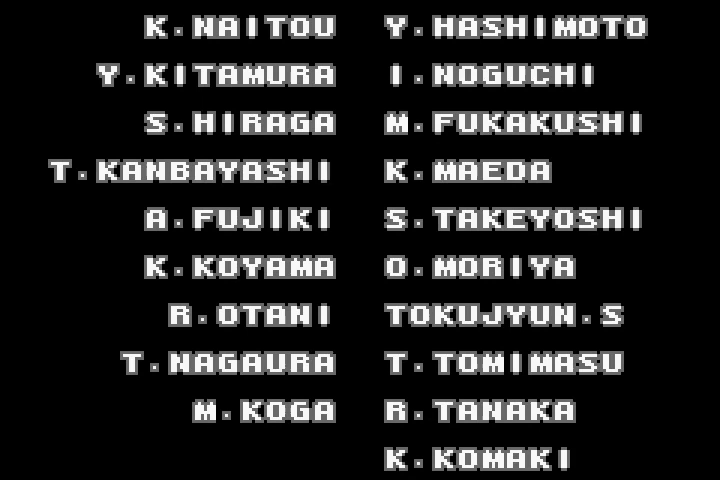 K.NAITOU Y.HASHIMOTO
Y.KITAMURA I.NOGUCHI
S.HIRAGA M.FUKAKUSHI
T.KANBAYASHI K.MAEDA
A.FUJIKI S.TAKEYOSHI
K.KOYAMA O.MORIYA
R.OTANI TOKUJYUN.S
T.NAGAURA T.TOMIMASU
M.KOGA R.TANAKA
K.KOMAKI